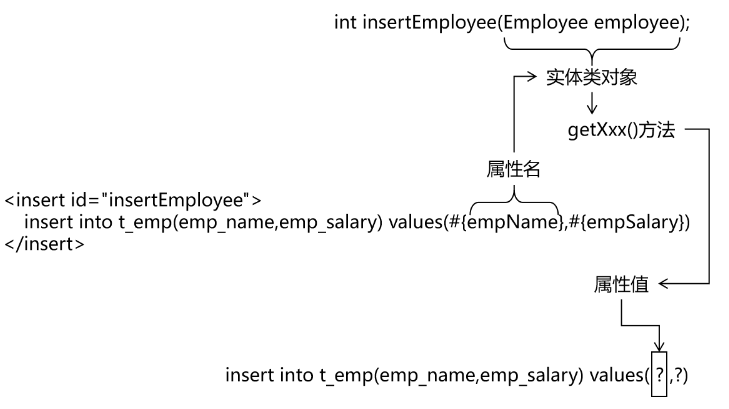 int insertEmployee(Employee employee);
实体类对象
getXxx()方法
属性名
<insert id="insertEmployee">
insert into t_emp(emp_name,emp_salary) values(#{empName},#{empSalary})
</insert>
属性值
insert into t_emp(emp_name,emp_salary) values(?,?)